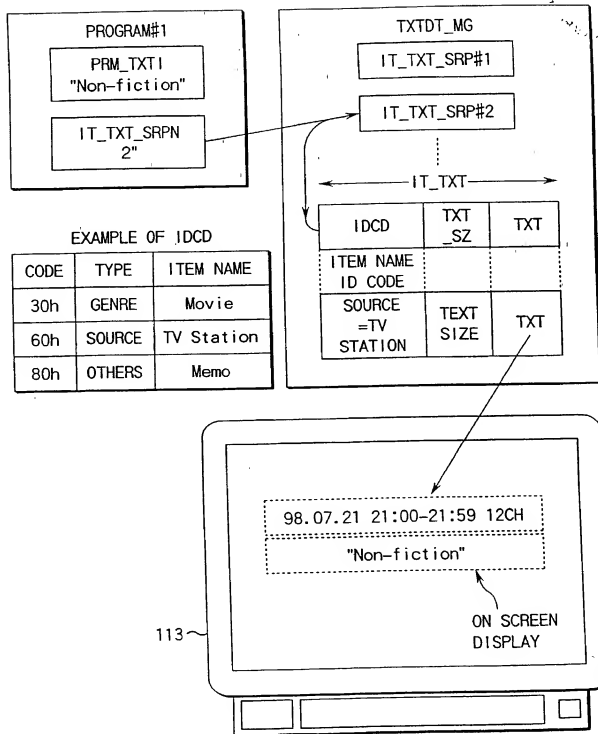 PROGRAM#1
PRM_TXTI
"Non-fiction"
IT_TXT_SRPN
2"
TXTDT_MG
IT_TXT_SRP#1
IT_TXT_SRP#2
IT_TXT
IDCD TXT_SZ TXT
ITEM NAME ID CODE
SOURCE =TV STATION TEXT SIZE TXT
EXAMPLE OF IDCD
CODE TYPE ITEM NAME
30h GENRE Movie
60h SOURCE TV Station
80h OTHERS Memo
98.07.21 21:00-21:59 12CH
"Non-fiction"
ON SCREEN
DISPLAY
113